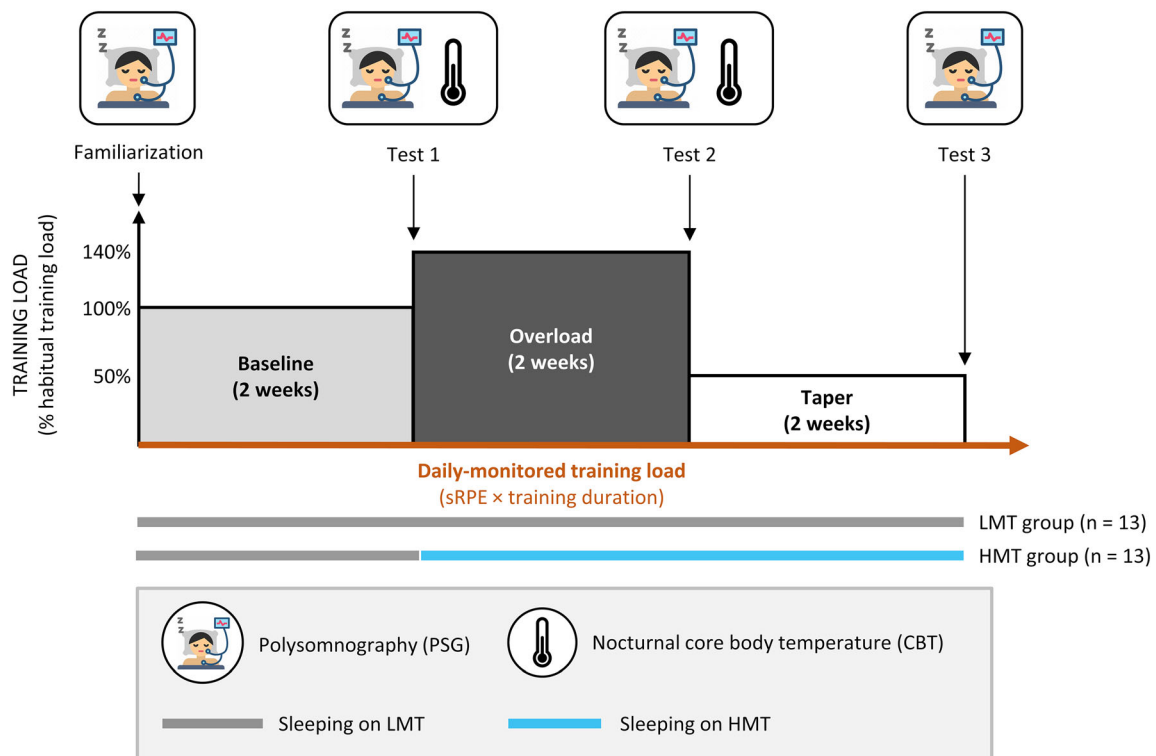 z
z
z
z
z
z
z
z
Familiarization
Test 1
Test 2
Test 3
TRAINING LOAD
(% habitual training load)
140%
100%
50%
Baseline
(2 weeks)
Overload
(2 weeks)
Taper
(2 weeks)
Daily-monitored training load
(sRPE × training duration)
LMT group (n = 13)
HMT group (n = 13)
z
z
Polysomnography (PSG)
Nocturnal core body temperature (CBT)
Sleeping on LMT
Sleeping on HMT